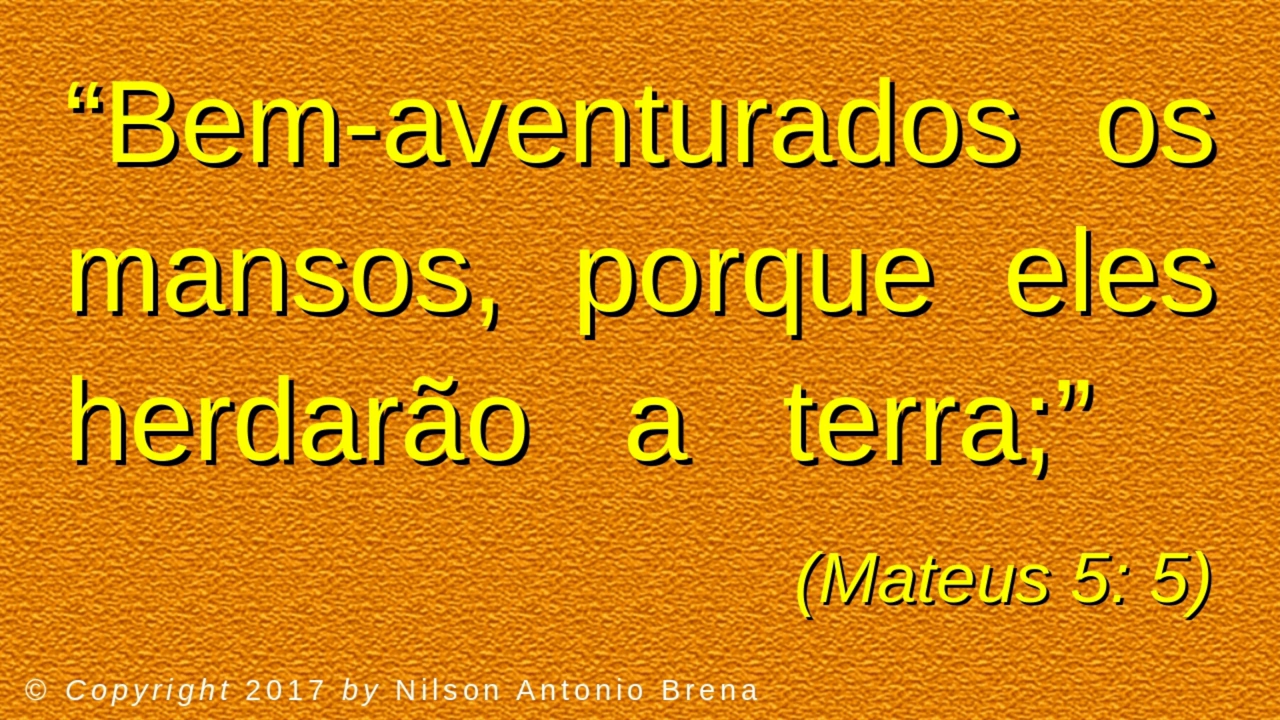 “Bem-aventurados os
mansos, porque eles
herdarão a terra;”
(Mateus 5: 5)
© Copyright 2017 by Nilson Antonio Brena